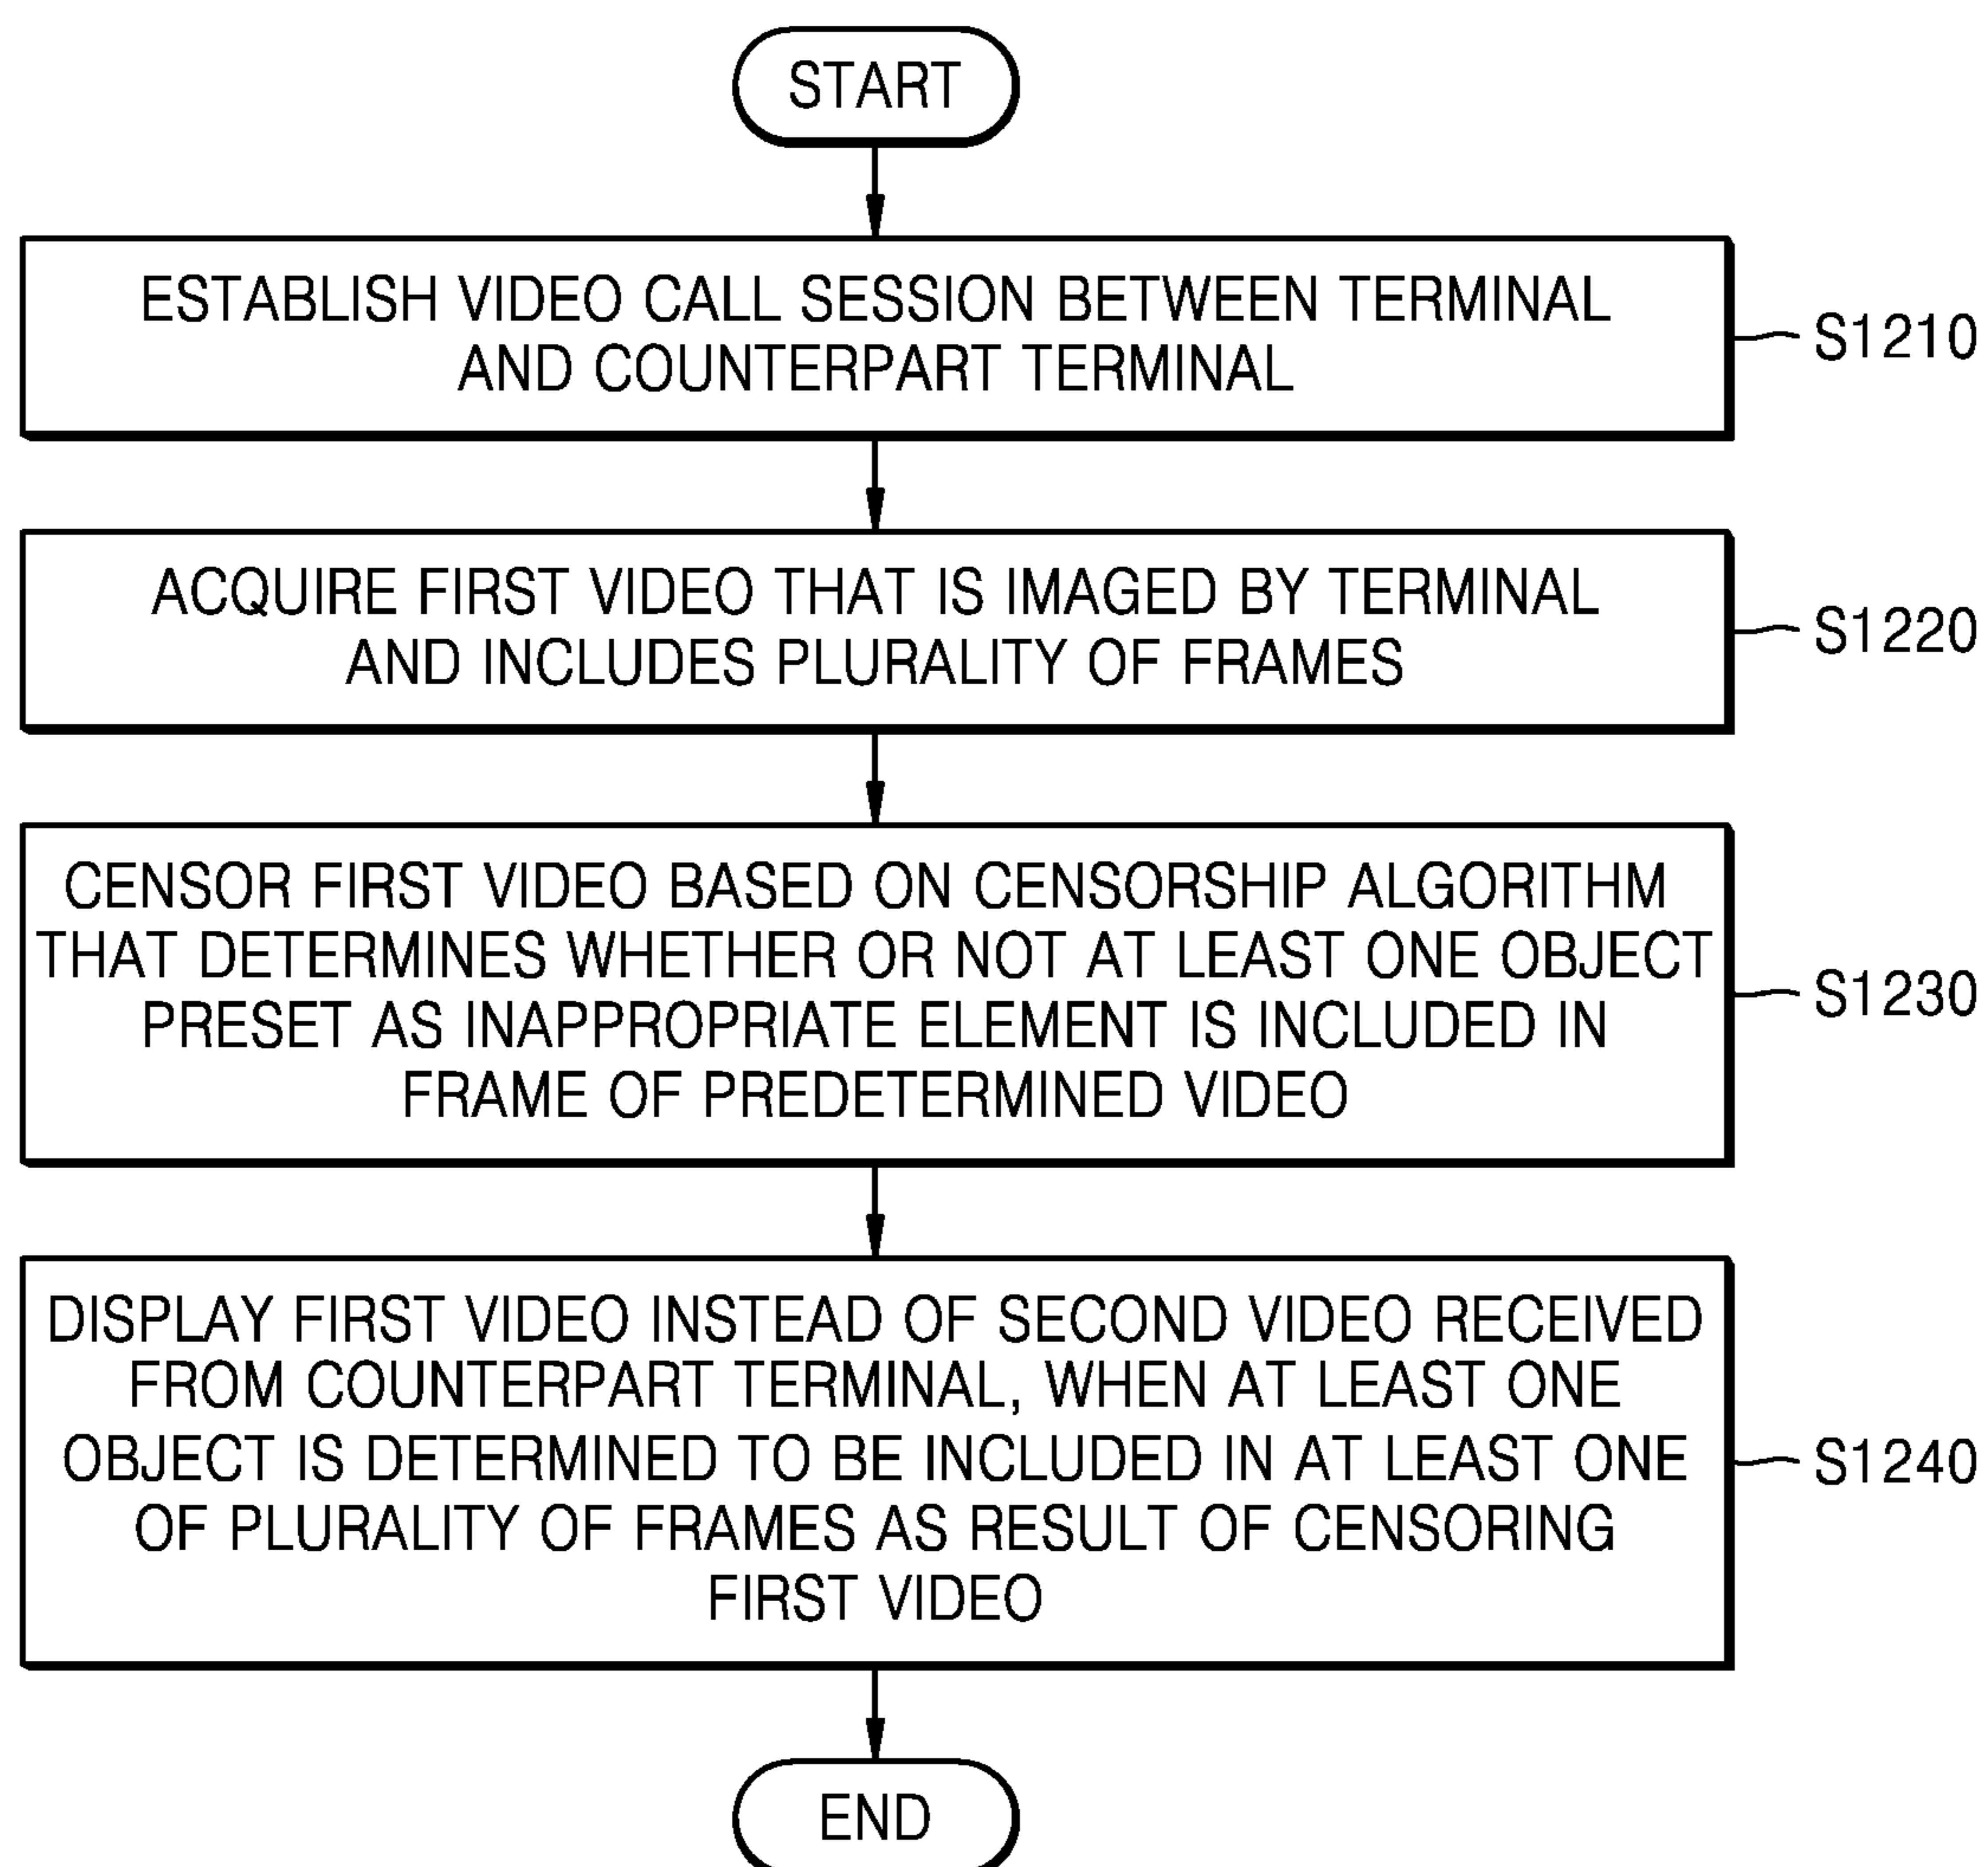 START
ESTABLISH VIDEO CALL SESSION BETWEEN TERMINAL
AND COUNTERPART TERMINAL
S1210
ACQUIRE FIRST VIDEO THAT IS IMAGED BY TERMINAL
AND INCLUDES PLURALITY OF FRAMES
S1220
CENSOR FIRST VIDEO BASED ON CENSORSHIP ALGORITHM
THAT DETERMINES WHETHER OR NOT AT LEAST ONE OBJECT
PRESET AS INAPPROPRIATE ELEMENT IS INCLUDED IN
FRAME OF PREDETERMINED VIDEO
S1230
DISPLAY FIRST VIDEO INSTEAD OF SECOND VIDEO RECEIVED
FROM COUNTERPART TERMINAL, WHEN AT LEAST ONE
OBJECT IS DETERMINED TO BE INCLUDED IN AT LEAST ONE
OF PLURALITY OF FRAMES AS RESULT OF CENSORING
FIRST VIDEO
S1240
END